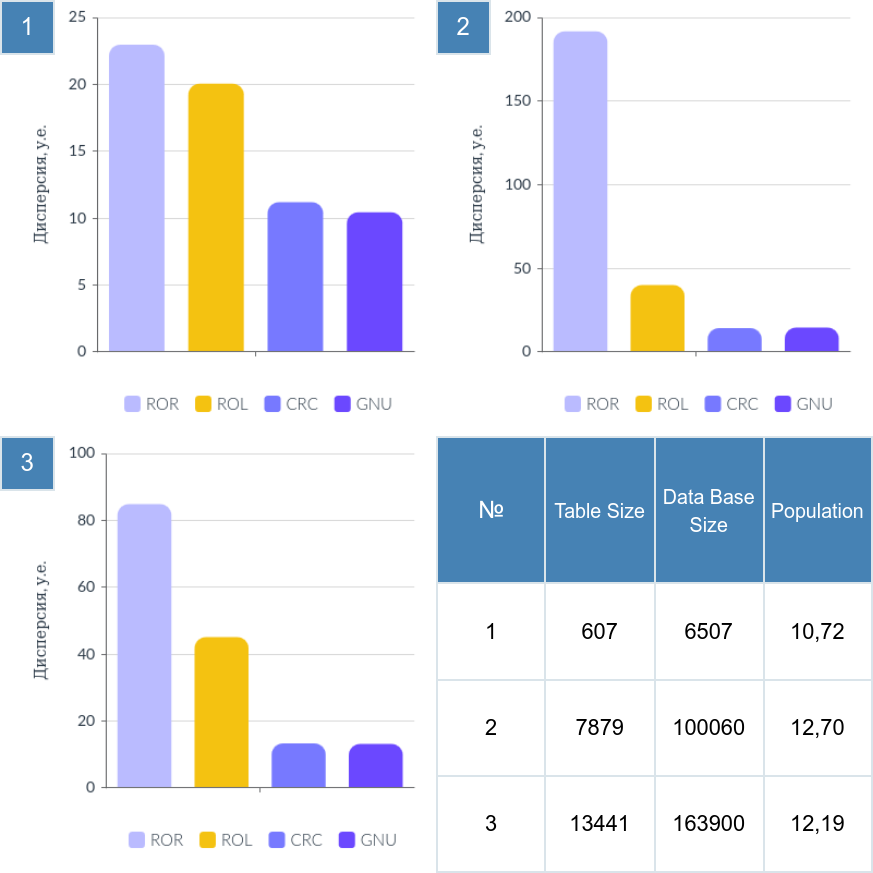 1
25
20
15
10
5
0
Дисперсия, у.е.
ROR ROL CRC GNU
2
200
150
100
50
0
Дисперсия, у.е.
ROR ROL CRC GNU
3
100
80
60
40
20
0
Дисперсия, у.е.
ROR ROL CRC GNU
№ Table Size Data Base Size Population
1 607 6507 10,72
2 7879 100060 12,70
3 13441 163900 12,19